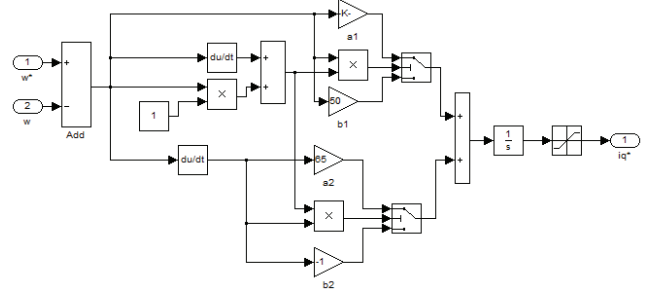 -K-
a1
1
w*
+
du/dt
+
+
×
2
w
−
Add
×
1
50
b1
+
+
1
s
1
iq*
du/dt
65
a2
×
-1
b2